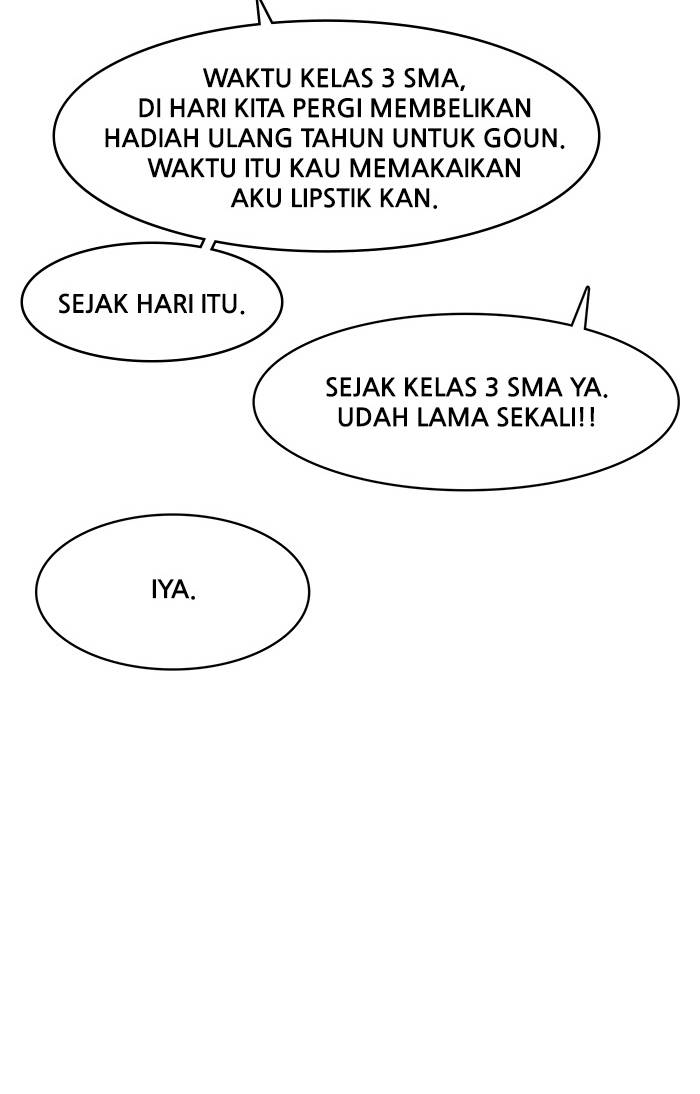 WAKTU KELAS 3 SMA,
DI HARI KITA PERGI MEMBELIKAN
HADIAH ULANG TAHUN UNTUK GOUN.
WAKTU ITU KAU MEMAKAIKAN
AKU LIPSTIK KAN.
SEJAK HARI ITU.
SEJAK KELAS 3 SMA YA.
UDAH LAMA SEKALI!!
IYA.